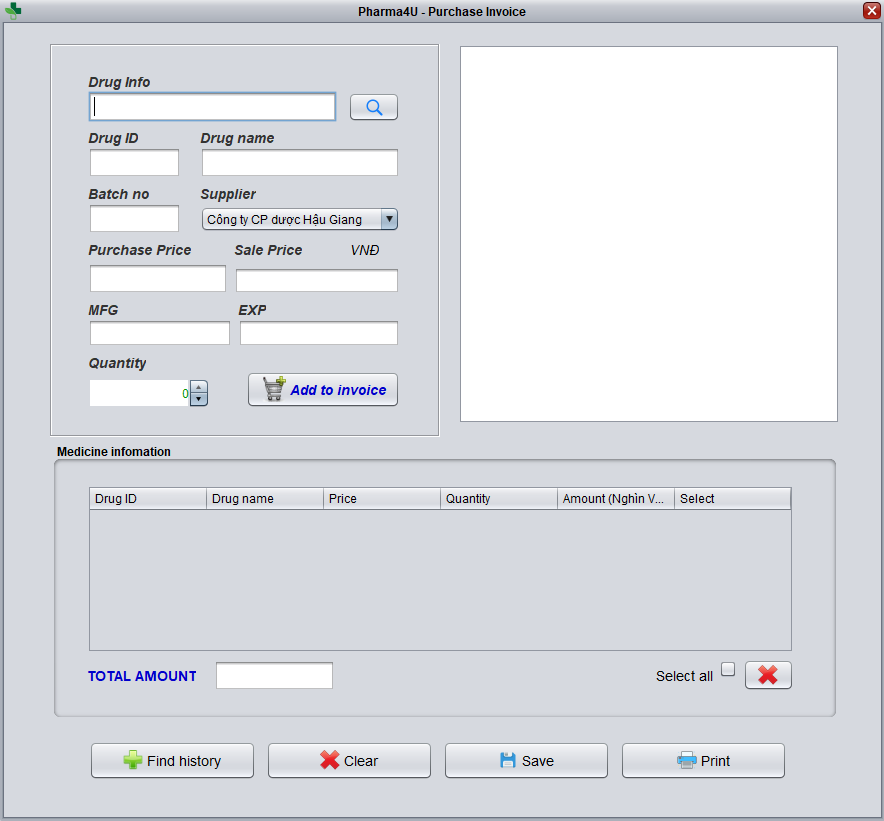 Pharma4U - Purchase Invoice
Drug Info
Drug ID Drug name
Batch no Supplier
Công ty CP dược Hậu Giang
Purchase Price Sale Price VNĐ
MFG EXP
Quantity
0 Add to invoice
Medicine infomation
Drug ID Drug name Price Quantity Amount (Nghìn V... Select
TOTAL AMOUNT Select all
Find history Clear Save Print